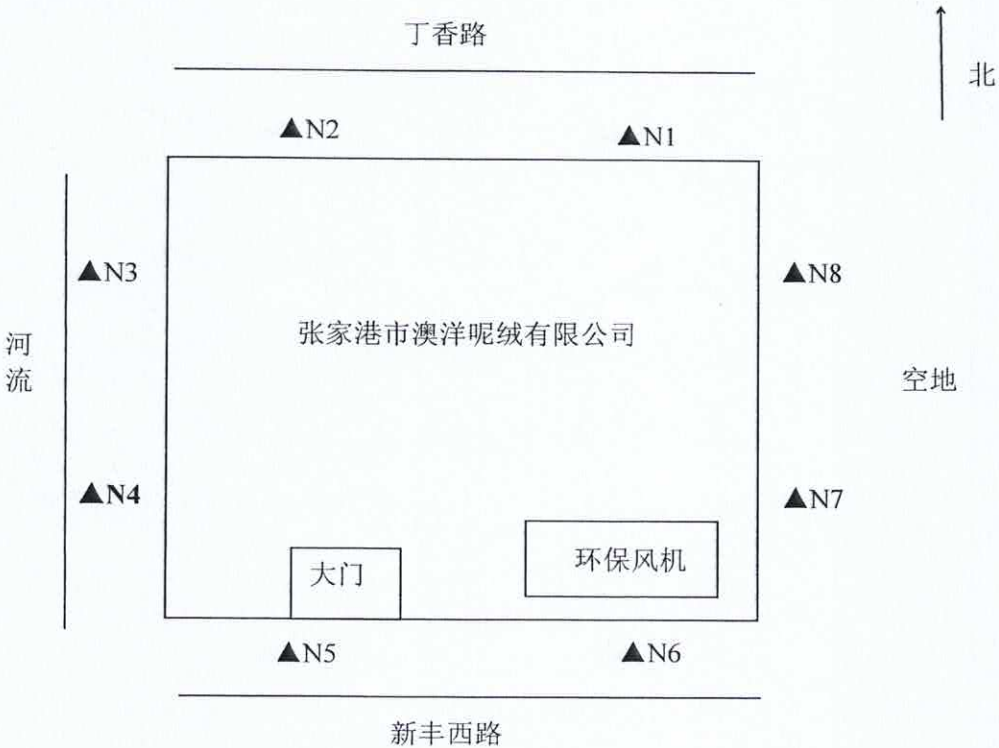 丁香路
北
▲N2
▲N1
▲N3
▲N8
张家港市澳洋呢绒有限公司
河流
空地
▲N4
▲N7
环保风机
大门
▲N5
▲N6
新丰西路